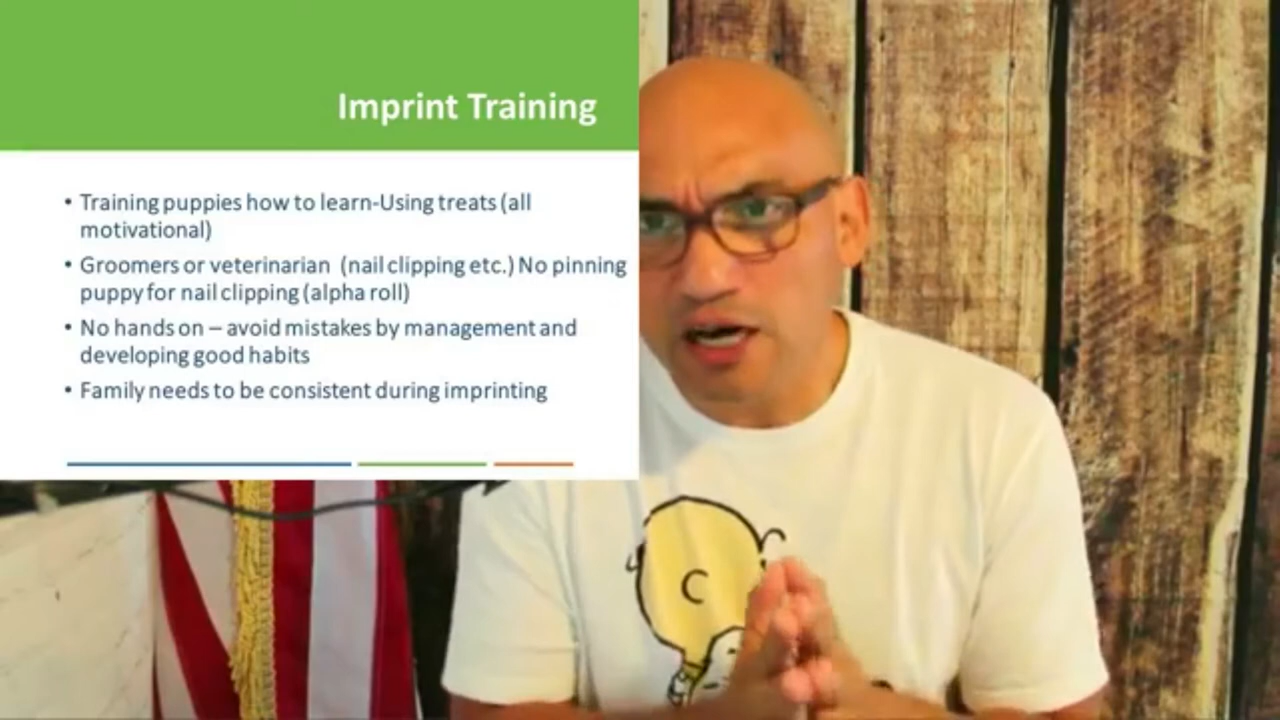 Imprint Training
• Training puppies how to learn-Using treats (all
motivational)
• Groomers or veterinarian (nail clipping etc.) No pinning
puppy for nail clipping (alpha roll)
• No hands on – avoid mistakes by management and
developing good habits
• Family needs to be consistent during imprinting